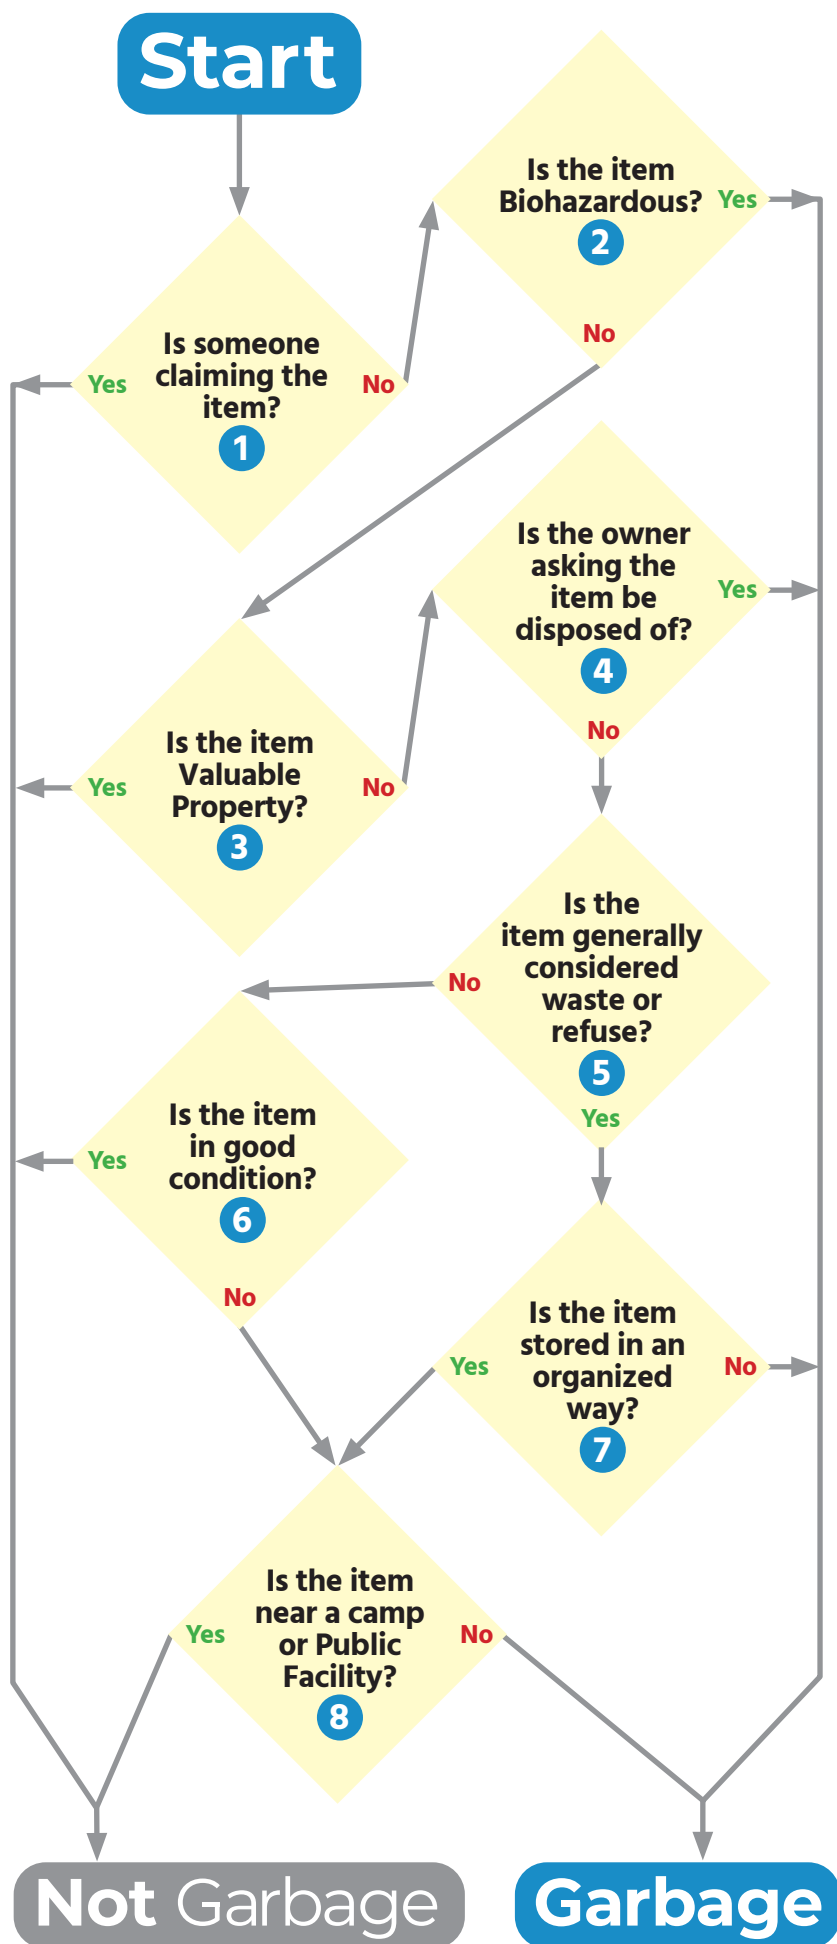 Start
Is someone
claiming the
item?
1
Yes
No
Is the item
Biohazardous?
2
Yes
No
Is the item
Valuable
Property?
3
Yes
No
Is the owner
asking the
item be
disposed of?
4
Yes
No
Is the
item generally
considered
waste or
refuse?
5
No
Yes
Is the item
in good
condition?
6
Yes
No
Is the item
stored in an
organized
way?
7
Yes
No
Is the item
near a camp
or Public
Facility?
8
Yes
No
Not Garbage
Garbage